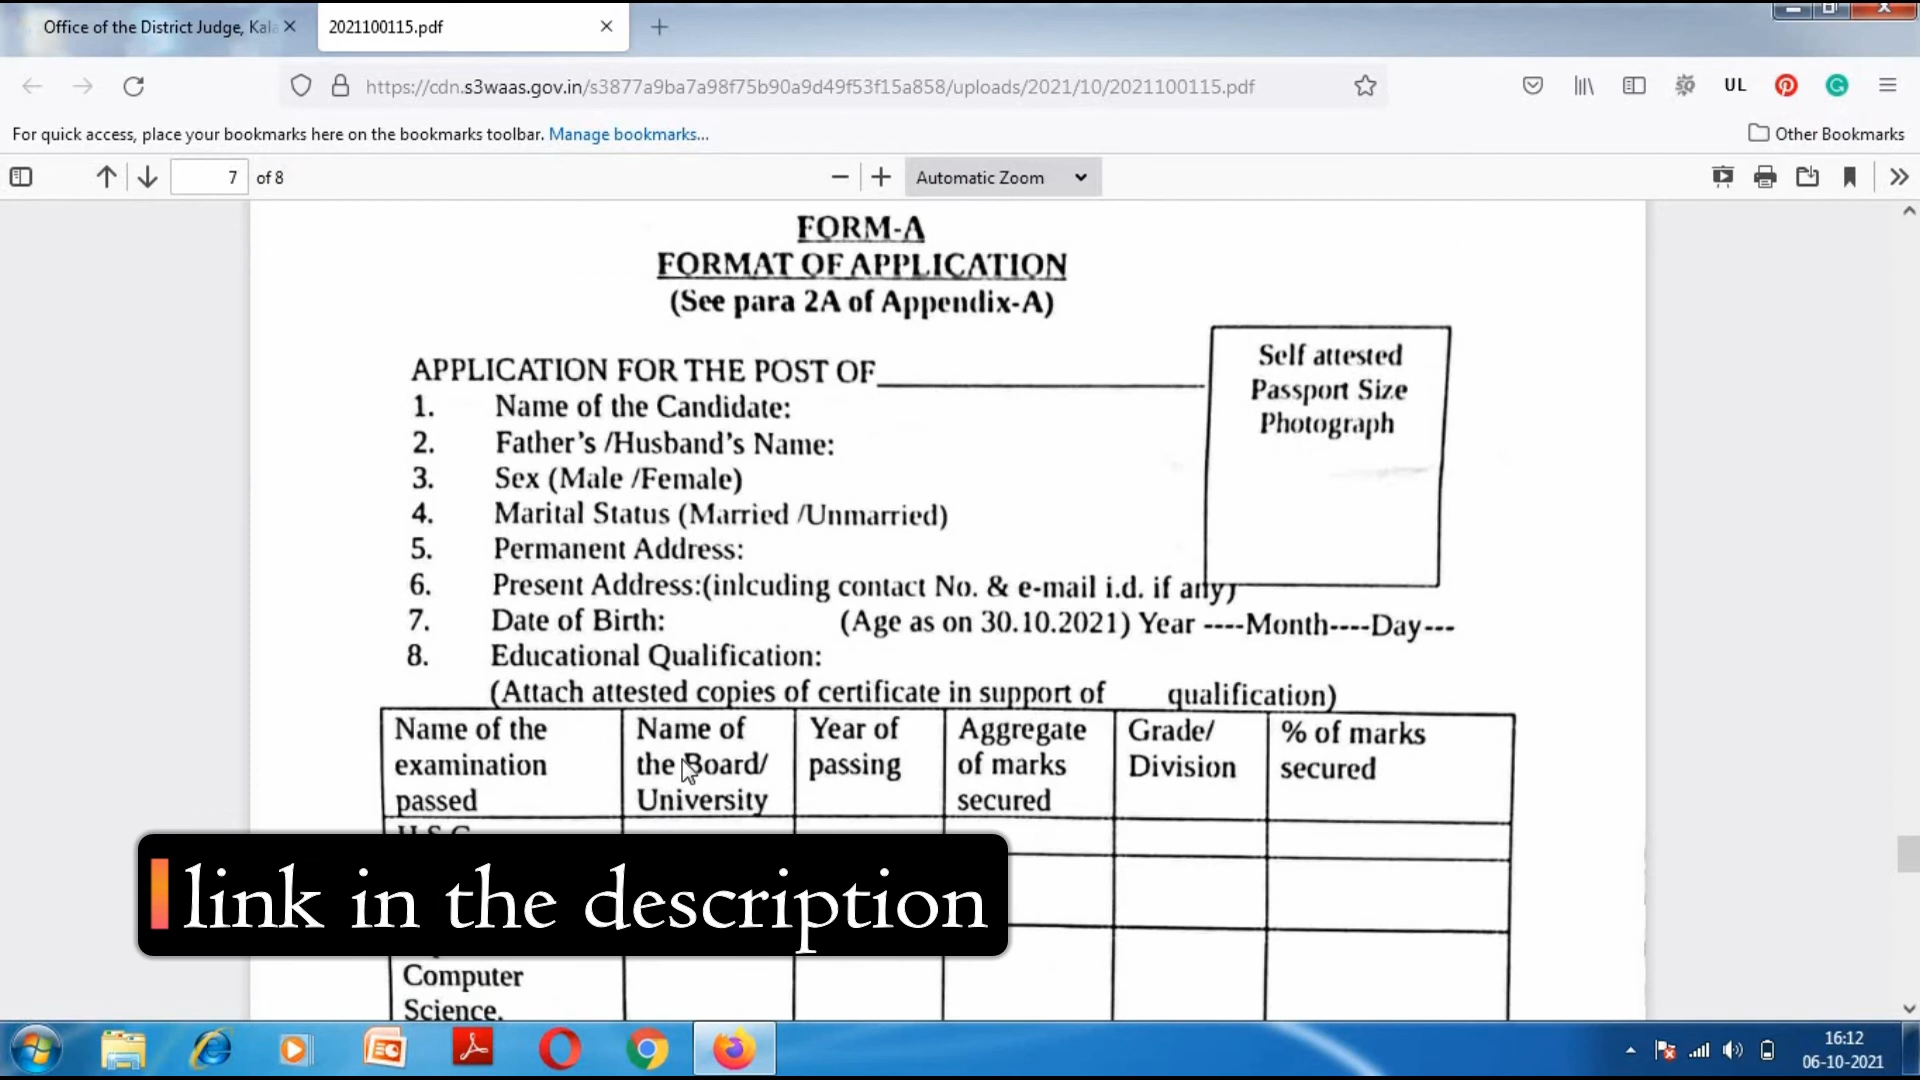 Office of the District Judge, Kala
2021100115.pdf
https://cdn.s3waas.gov.in/s3877a9ba7a98f75b90a9d49f53f15a858/uploads/2021/10/2021100115.pdf
UL
For quick access, place your bookmarks here on the bookmarks toolbar. Manage bookmarks...
Other Bookmarks
7 of 8
Automatic Zoom
FORM-A
FORMAT OF APPLICATION
(See para 2A of Appendix-A)
Self attested
Passport Size
Photograph
APPLICATION FOR THE POST OF
1. Name of the Candidate:
2. Father's /Husband's Name:
3. Sex (Male /Female)
4. Marital Status (Married /Unmarried)
5. Permanent Address:
6. Present Address:(inlcuding contact No. & e-mail i.d. if any)
7. Date of Birth: (Age as on 30.10.2021) Year ----Month----Day---
8. Educational Qualification:
(Attach attested copies of certificate in support of qualification)
Name of the examination passed
Name of the Board/ University
Year of passing
Aggregate of marks secured
Grade/ Division
% of marks secured
link in the description
Computer
Science,
16:12
06-10-2021